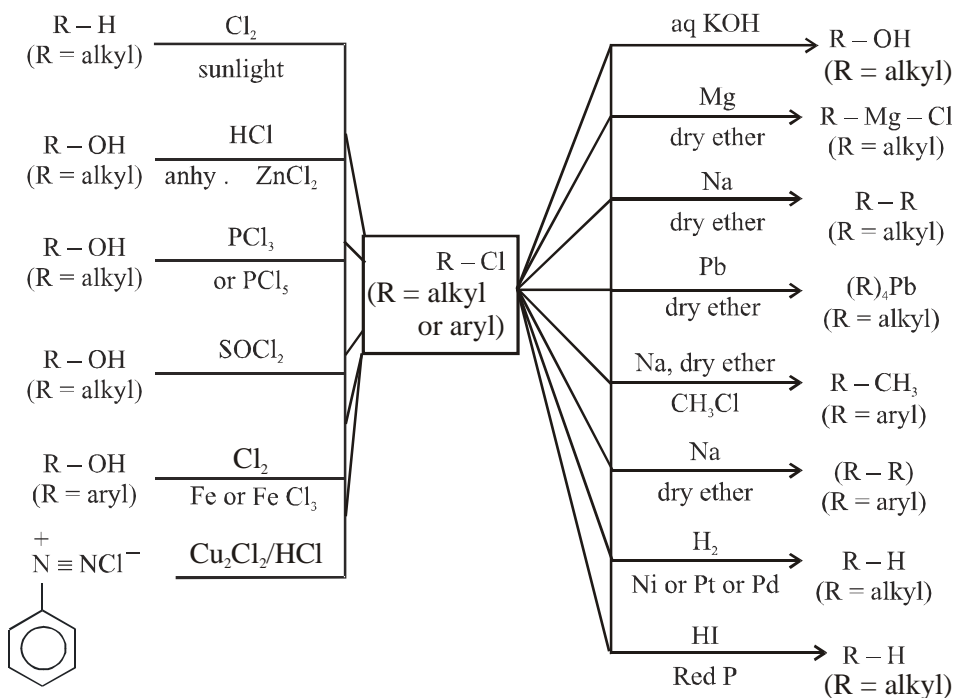 R – H
(R = alkyl)
Cl₂
sunlight
R – OH
(R = alkyl)
HCl
anhy . ZnCl₂
R – OH
(R = alkyl)
PCl₃
or PCl₅
R – OH
(R = alkyl)
SOCl₂
R – OH
(R = aryl)
Cl₂
Fe or Fe Cl₃
+
N ≡ NCl⁻
Cu₂Cl₂/HCl
R – Cl
(R = alkyl
or aryl)
aq KOH
R – OH
(R = alkyl)
Mg
dry ether
R – Mg – Cl
(R = alkyl)
Na
dry ether
R – R
(R = alkyl)
Pb
dry ether
(R)₄Pb
(R = alkyl)
Na, dry ether
CH₃Cl
R – CH₃
(R = aryl)
Na
dry ether
(R – R)
(R = aryl)
H₂
Ni or Pt or Pd
R – H
(R = alkyl)
HI
Red P
R – H
(R = alkyl)